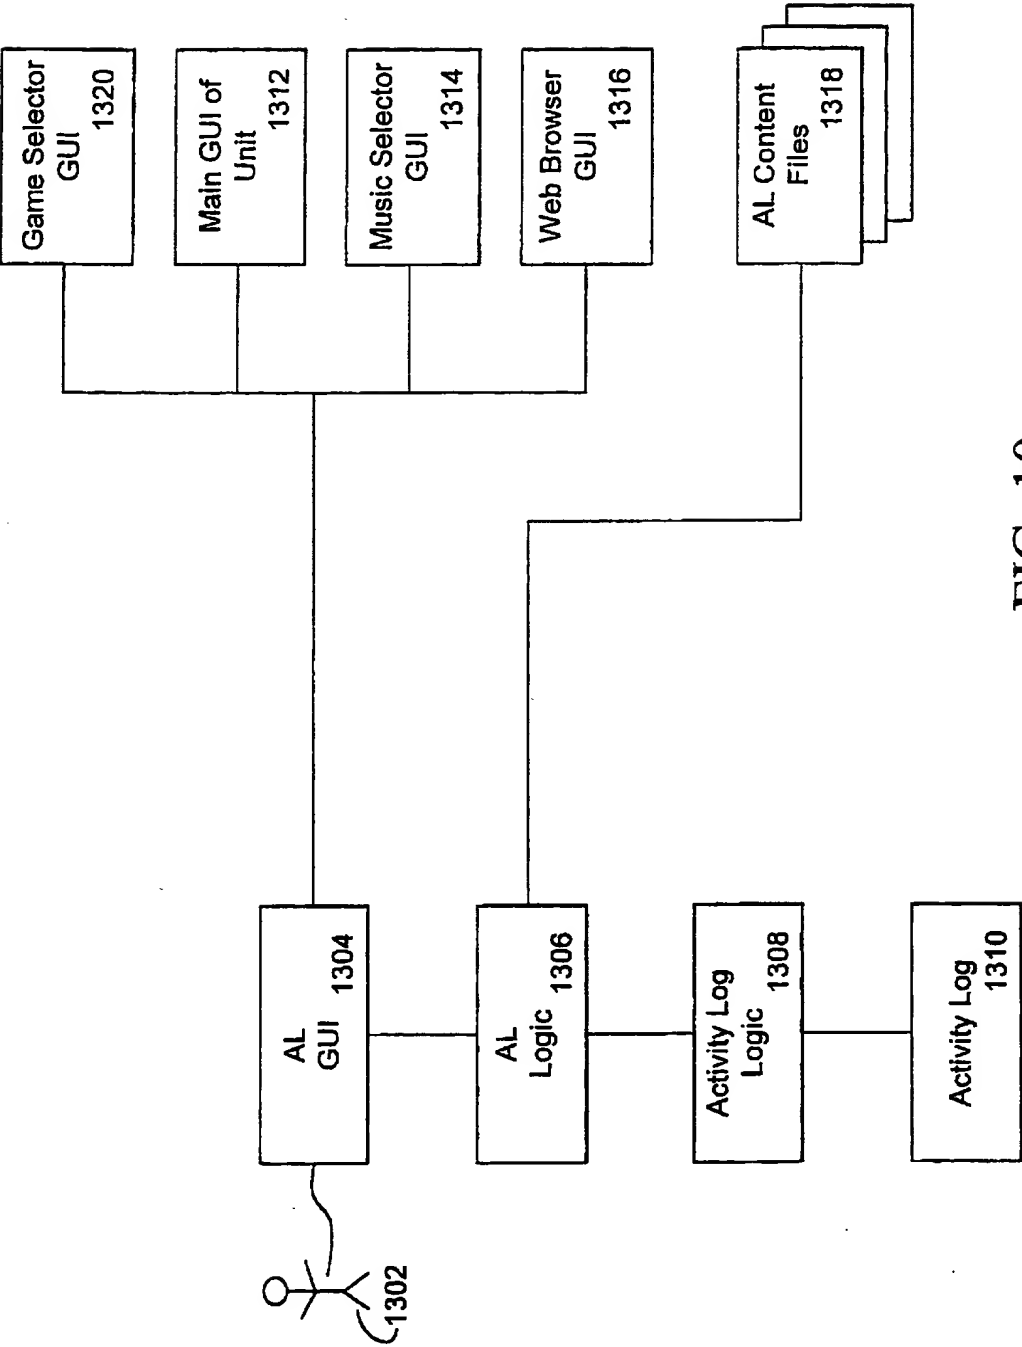 Game Selector
GUI
1320
Main GUI of
Unit
1312
Music Selector
GUI
1314
Web Browser
GUI
1316
AL Content
Files
1318
AL
GUI
1304
AL
Logic
1306
Activity Log
Logic
1308
Activity Log
1310
1302